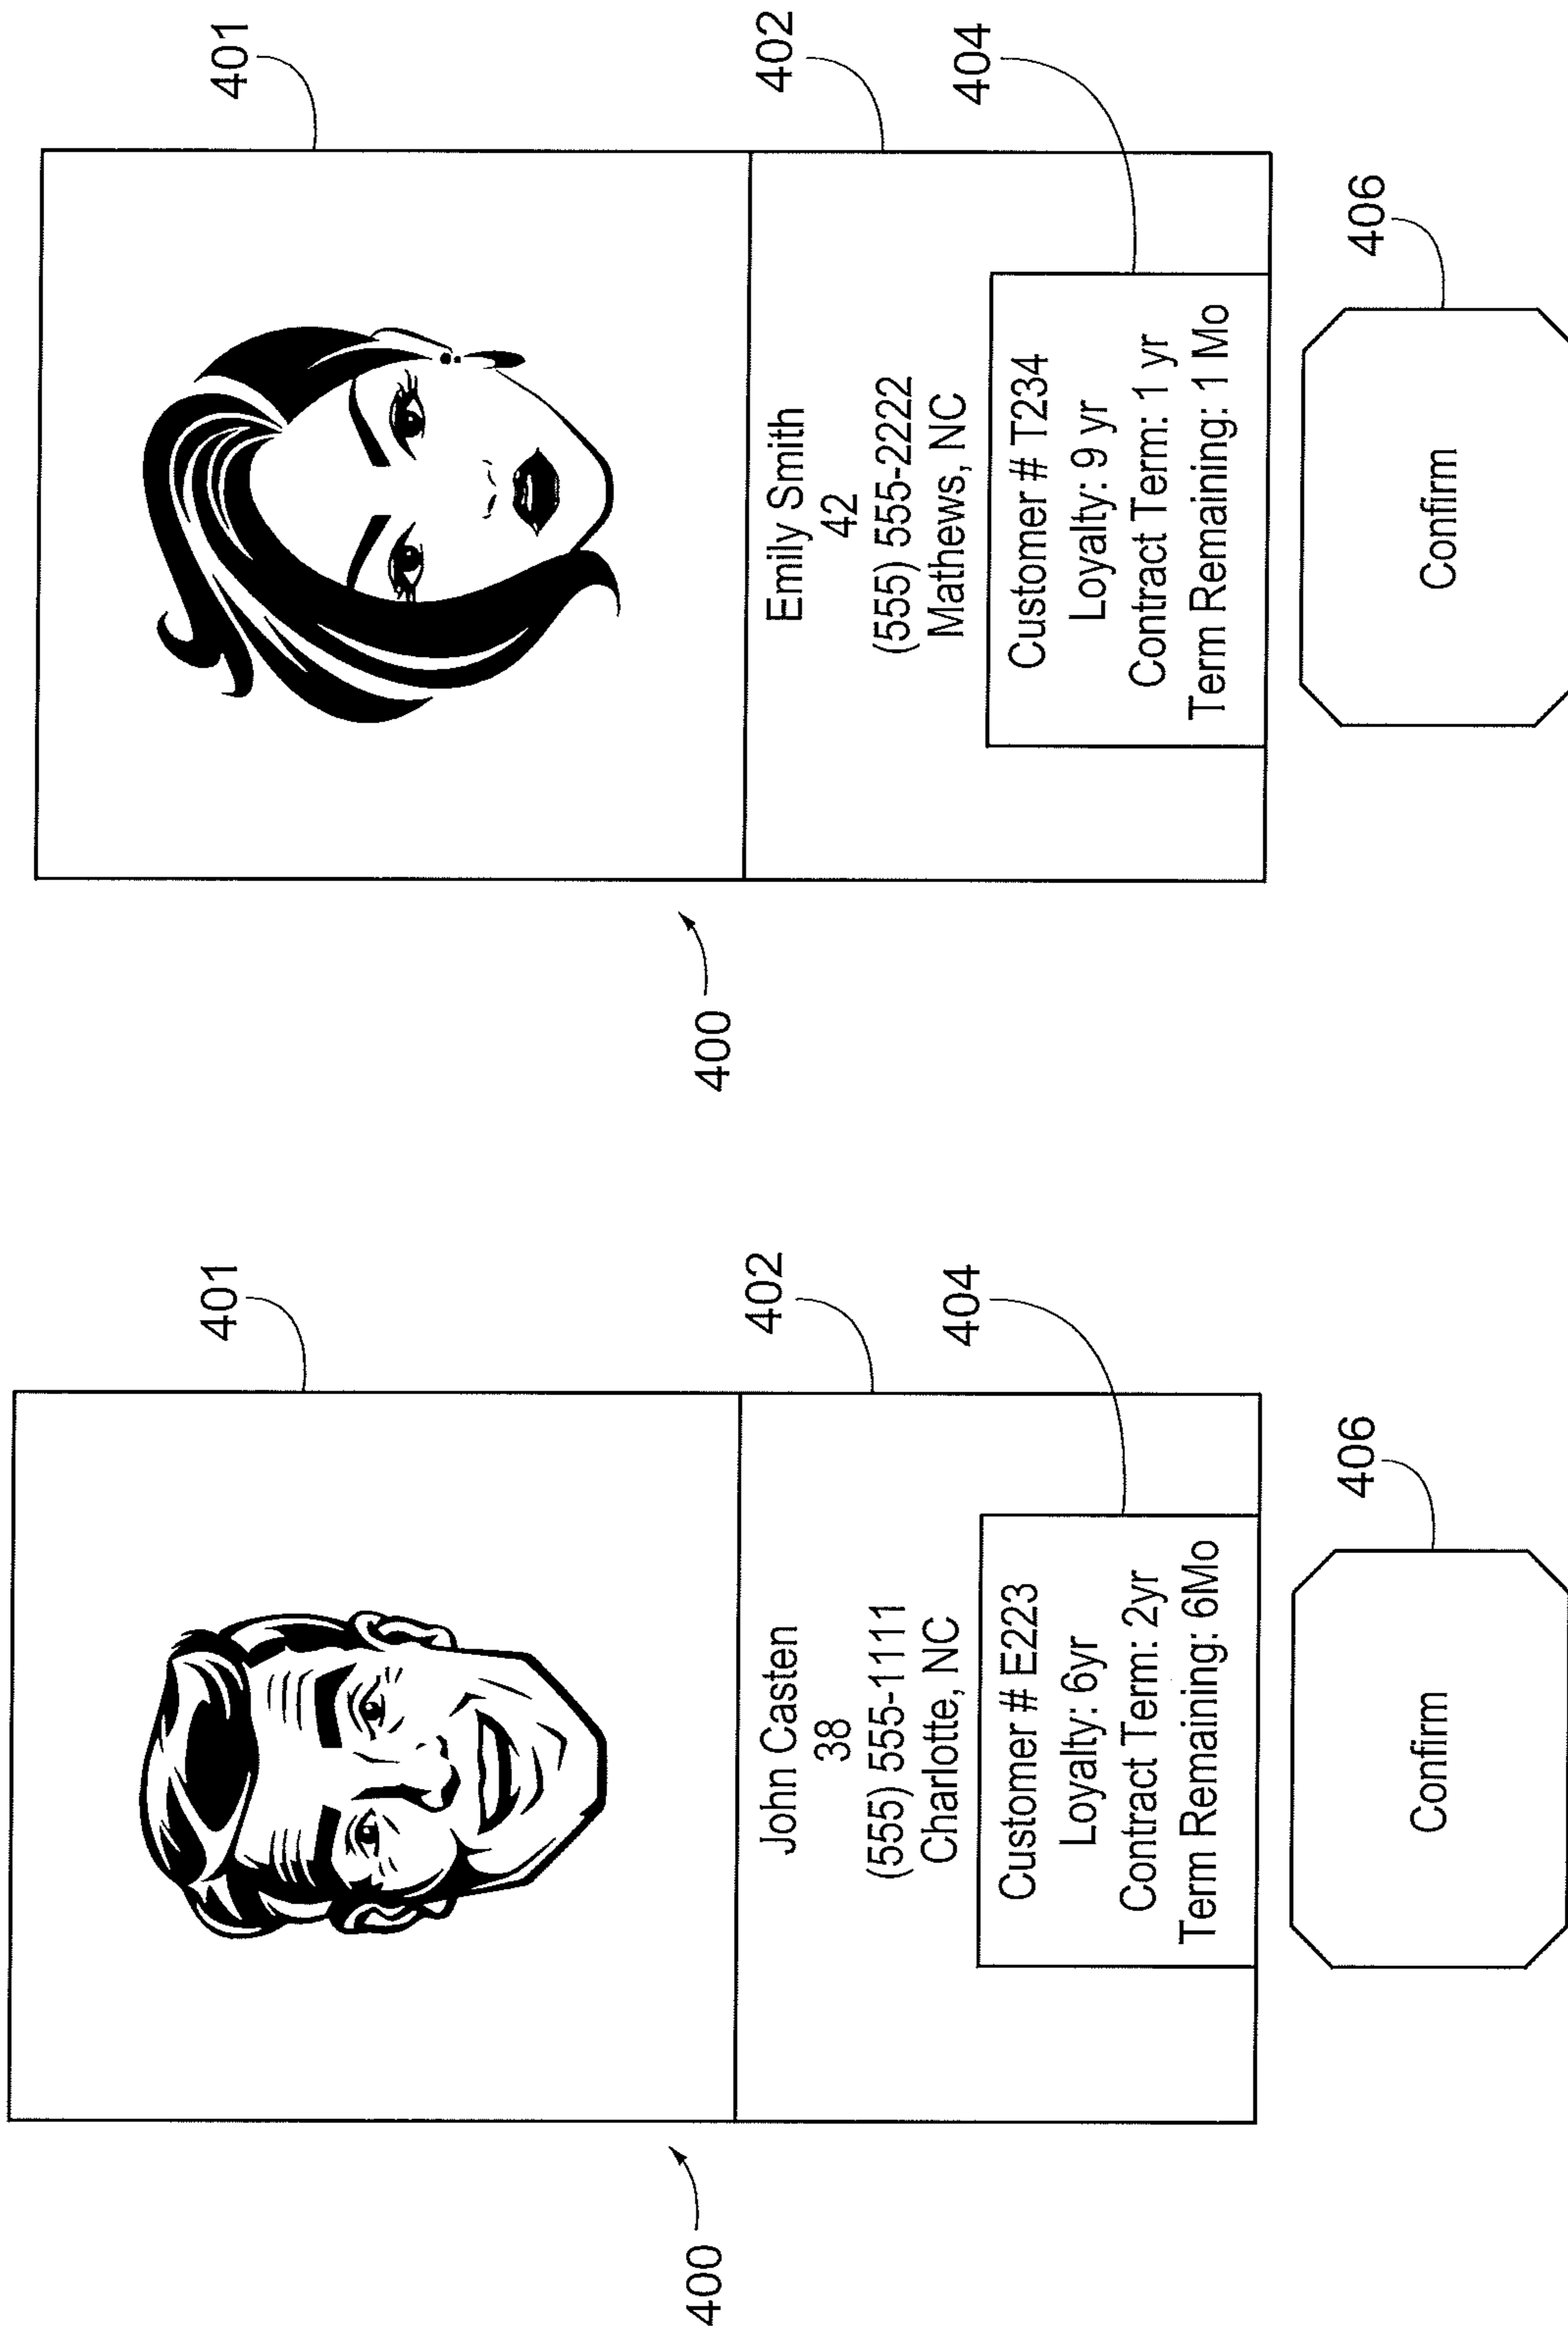 400
401
John Casten
38
(555) 555-1111
Charlotte, NC
402
Customer # E223
Loyalty: 6yr
Contract Term: 2yr
Term Remaining: 6Mo
404
Confirm
406
400
401
Emily Smith
42
(555) 555-2222
Mathews, NC
402
Customer # T234
Loyalty: 9 yr
Contract Term: 1 yr
Term Remaining: 1 Mo
404
Confirm
406